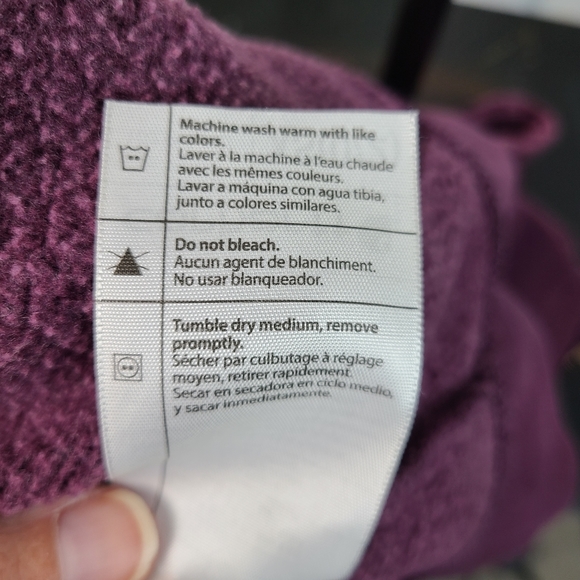 Machine wash warm with like
colors.
Laver à la machine à l'eau chaude
avec les mêmes couleurs.
Lavar a máquina con agua tibia,
junto a colores similares.
Do not bleach.
Aucun agent de blanchiment.
No usar blanqueador.
Tumble dry medium, remove
promptly.
Sécher par culbutage à réglage
moyen, retirer rapidement.
Secar en secadora en ciclo medio,
y sacar inmediatamente.